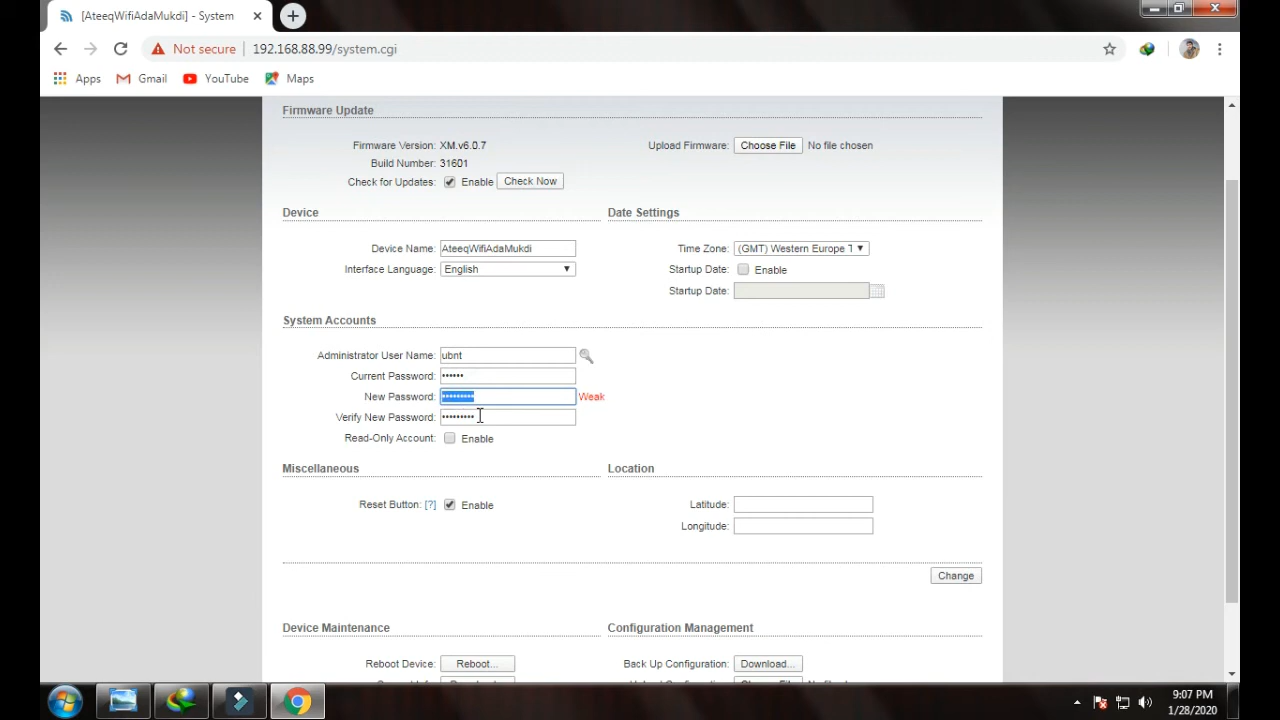 [AteeqWifiAdaMukdi] - System
Not secure 192.168.88.99/system.cgi
Apps Gmail YouTube Maps
Firmware Update
Firmware Version: XM.v6.0.7 Upload Firmware: Choose File No file chosen
Build Number: 31601
Check for Updates: Enable Check Now
Device Date Settings
Device Name: AteeqWifiAdaMukdi Time Zone: (GMT) Western Europe T
Interface Language: English Startup Date: Enable
Startup Date:
System Accounts
Administrator User Name: ubnt
Current Password: ••••••
New Password: ••••••••• Weak
Verify New Password: •••••••••
Read-Only Account: Enable
Miscellaneous Location
Reset Button: [?] Enable Latitude:
Longitude:
Change
Device Maintenance Configuration Management
Reboot Device: Reboot... Back Up Configuration: Download...
9:07 PM
1/28/2020